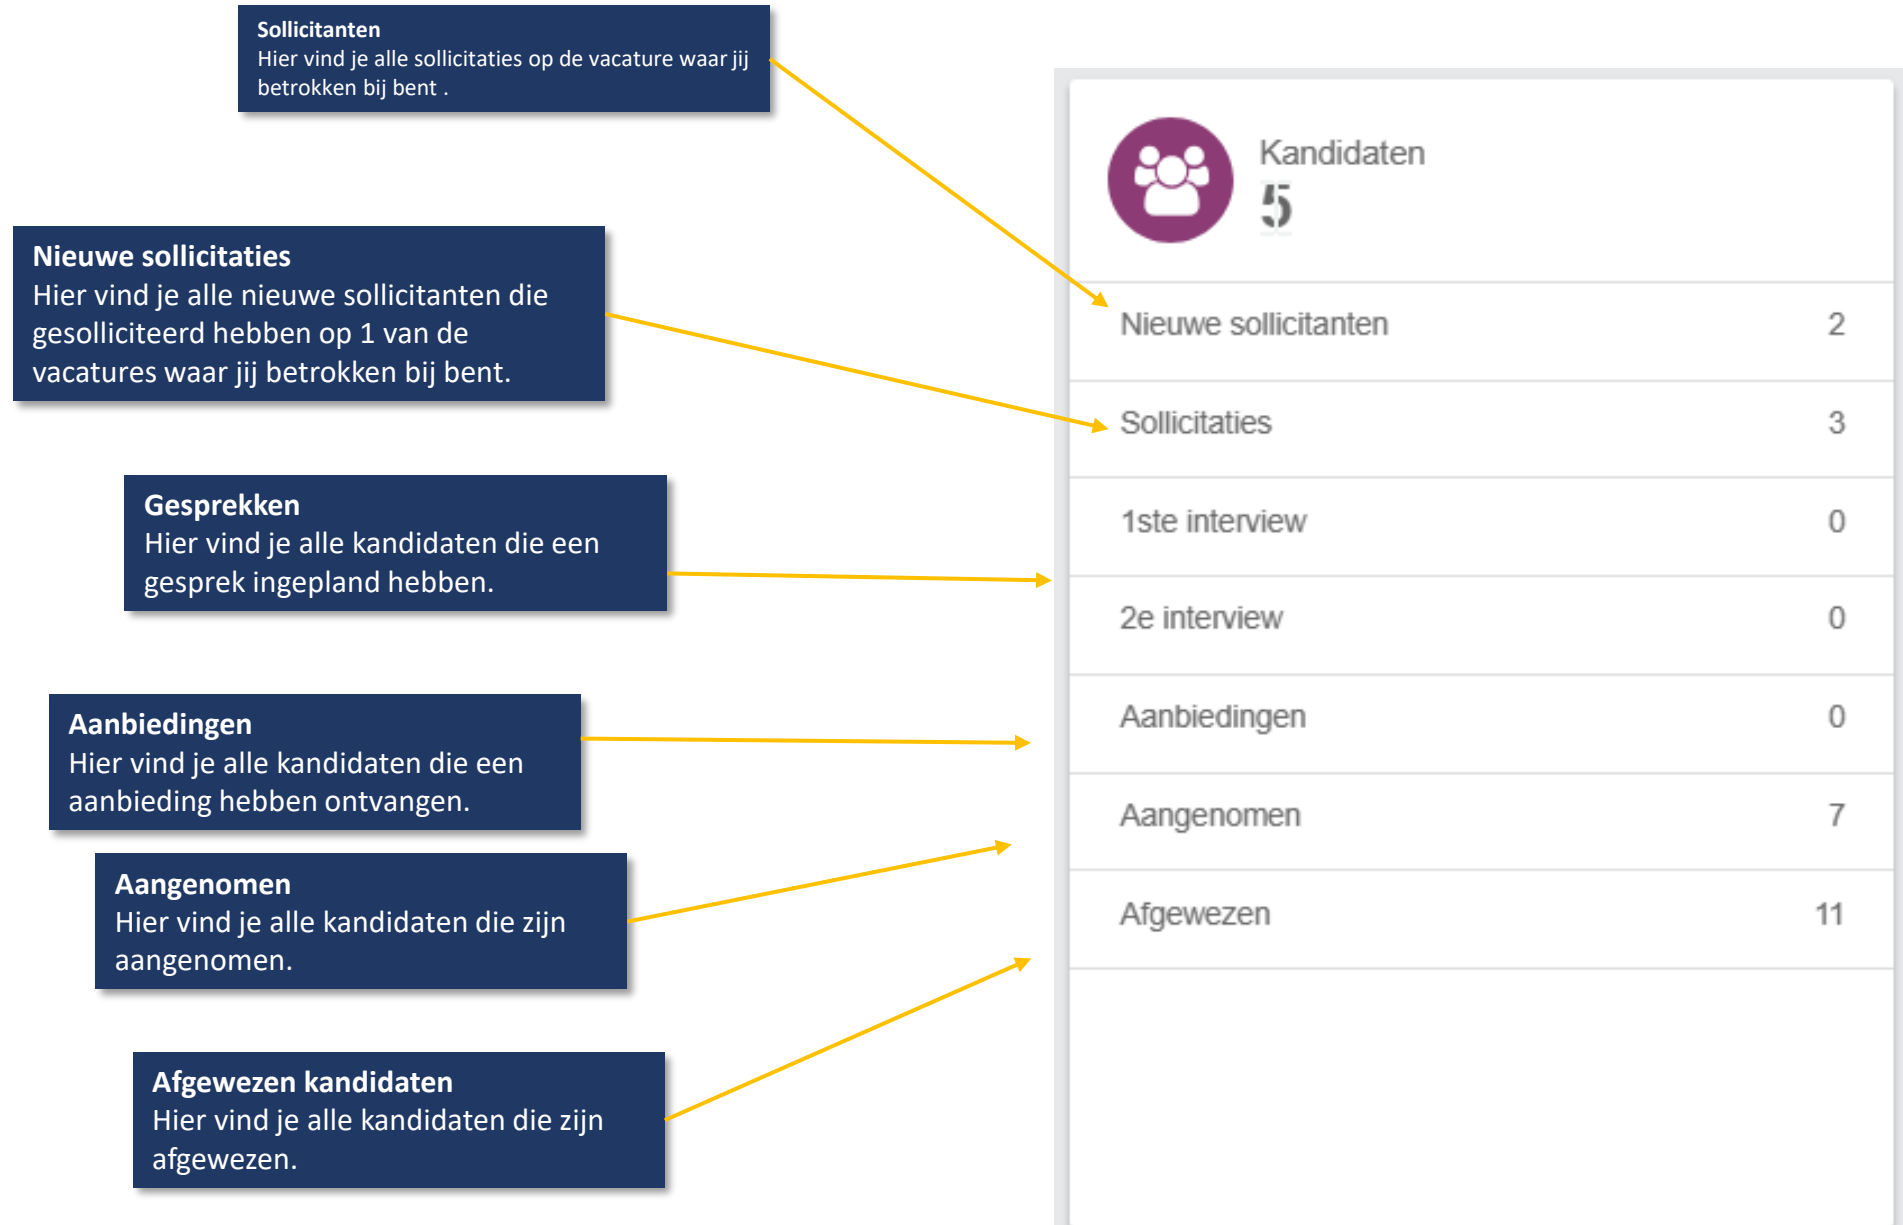 Sollicitanten
Hier vind je alle sollicitaties op de vacature waar jij
betrokken bij bent .
Nieuwe sollicitaties
Hier vind je alle nieuwe sollicitanten die
gesolliciteerd hebben op 1 van de
vacatures waar jij betrokken bij bent.
Gesprekken
Hier vind je alle kandidaten die een
gesprek ingepland hebben.
Aanbiedingen
Hier vind je alle kandidaten die een
aanbieding hebben ontvangen.
Aangenomen
Hier vind je alle kandidaten die zijn
aangenomen.
Afgewezen kandidaten
Hier vind je alle kandidaten die zijn
afgewezen.
Kandidaten
5
Nieuwe sollicitanten 2
Sollicitaties 3
1ste interview 0
2e interview 0
Aanbiedingen 0
Aangenomen 7
Afgewezen 11